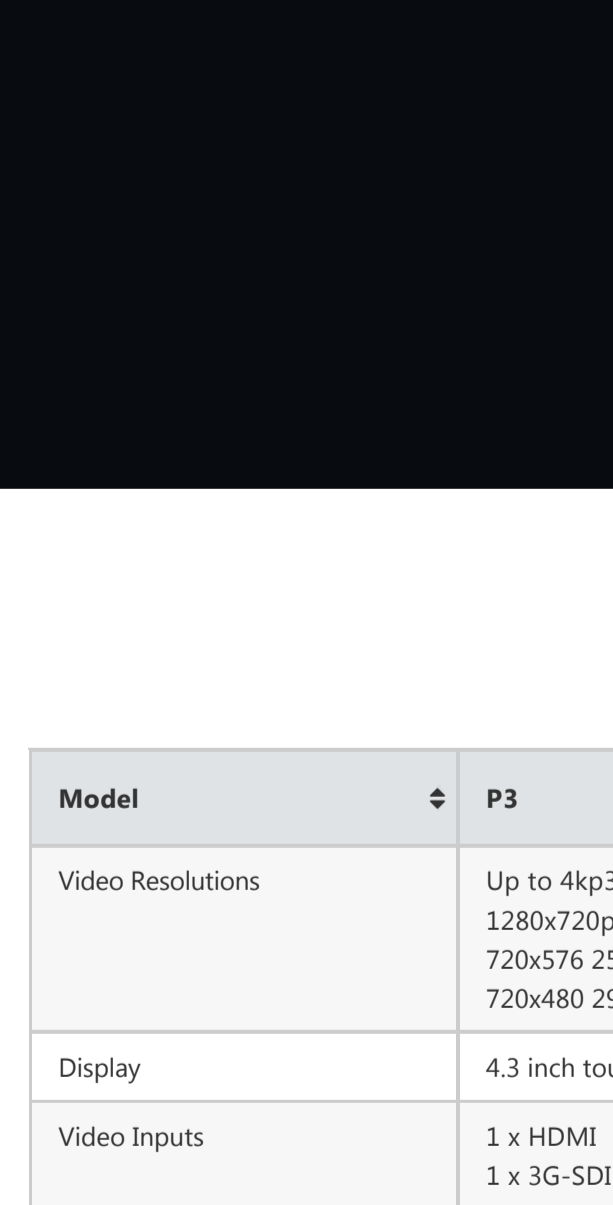 Model P3
Video Resolutions Up to
1280x720p
720x576
720x480
Display 4.3 inch
Video Inputs 1 x HDMI
1 x 3G-SDI